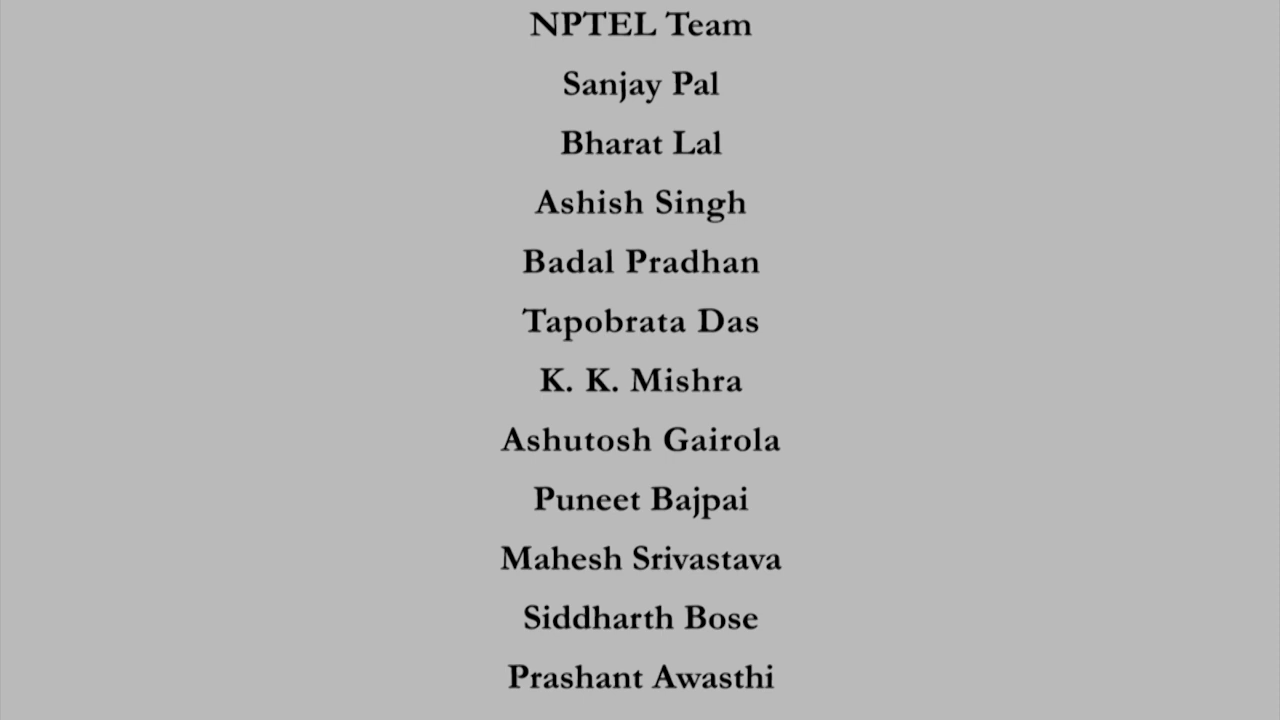 NPTEL Team
Sanjay Pal
Bharat Lal
Ashish Singh
Badal Pradhan
Tapobrata Das
K. K. Mishra
Ashutosh Gairola
Puneet Bajpai
Mahesh Srivastava
Siddharth Bose
Prashant Awasthi